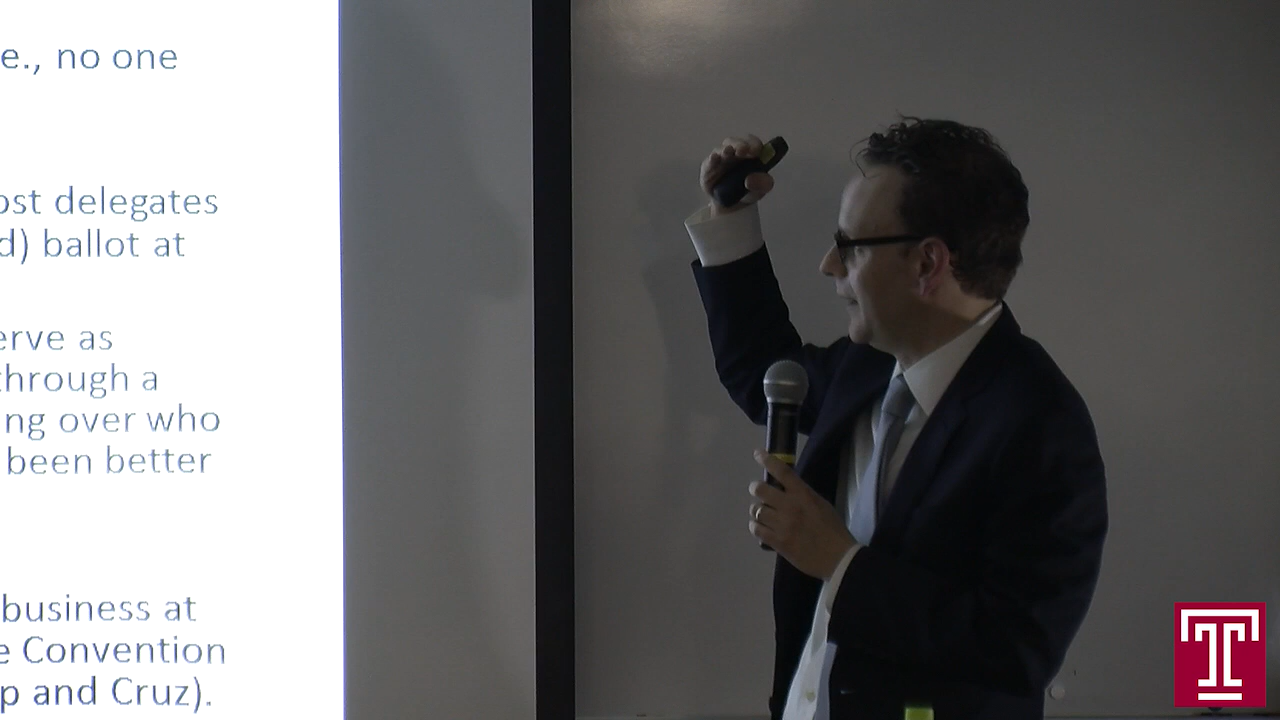 e., no one
ost delegates
d) ballot at
erve as
through a
ng over who
been better
business at
e Convention
p and Cruz).
T